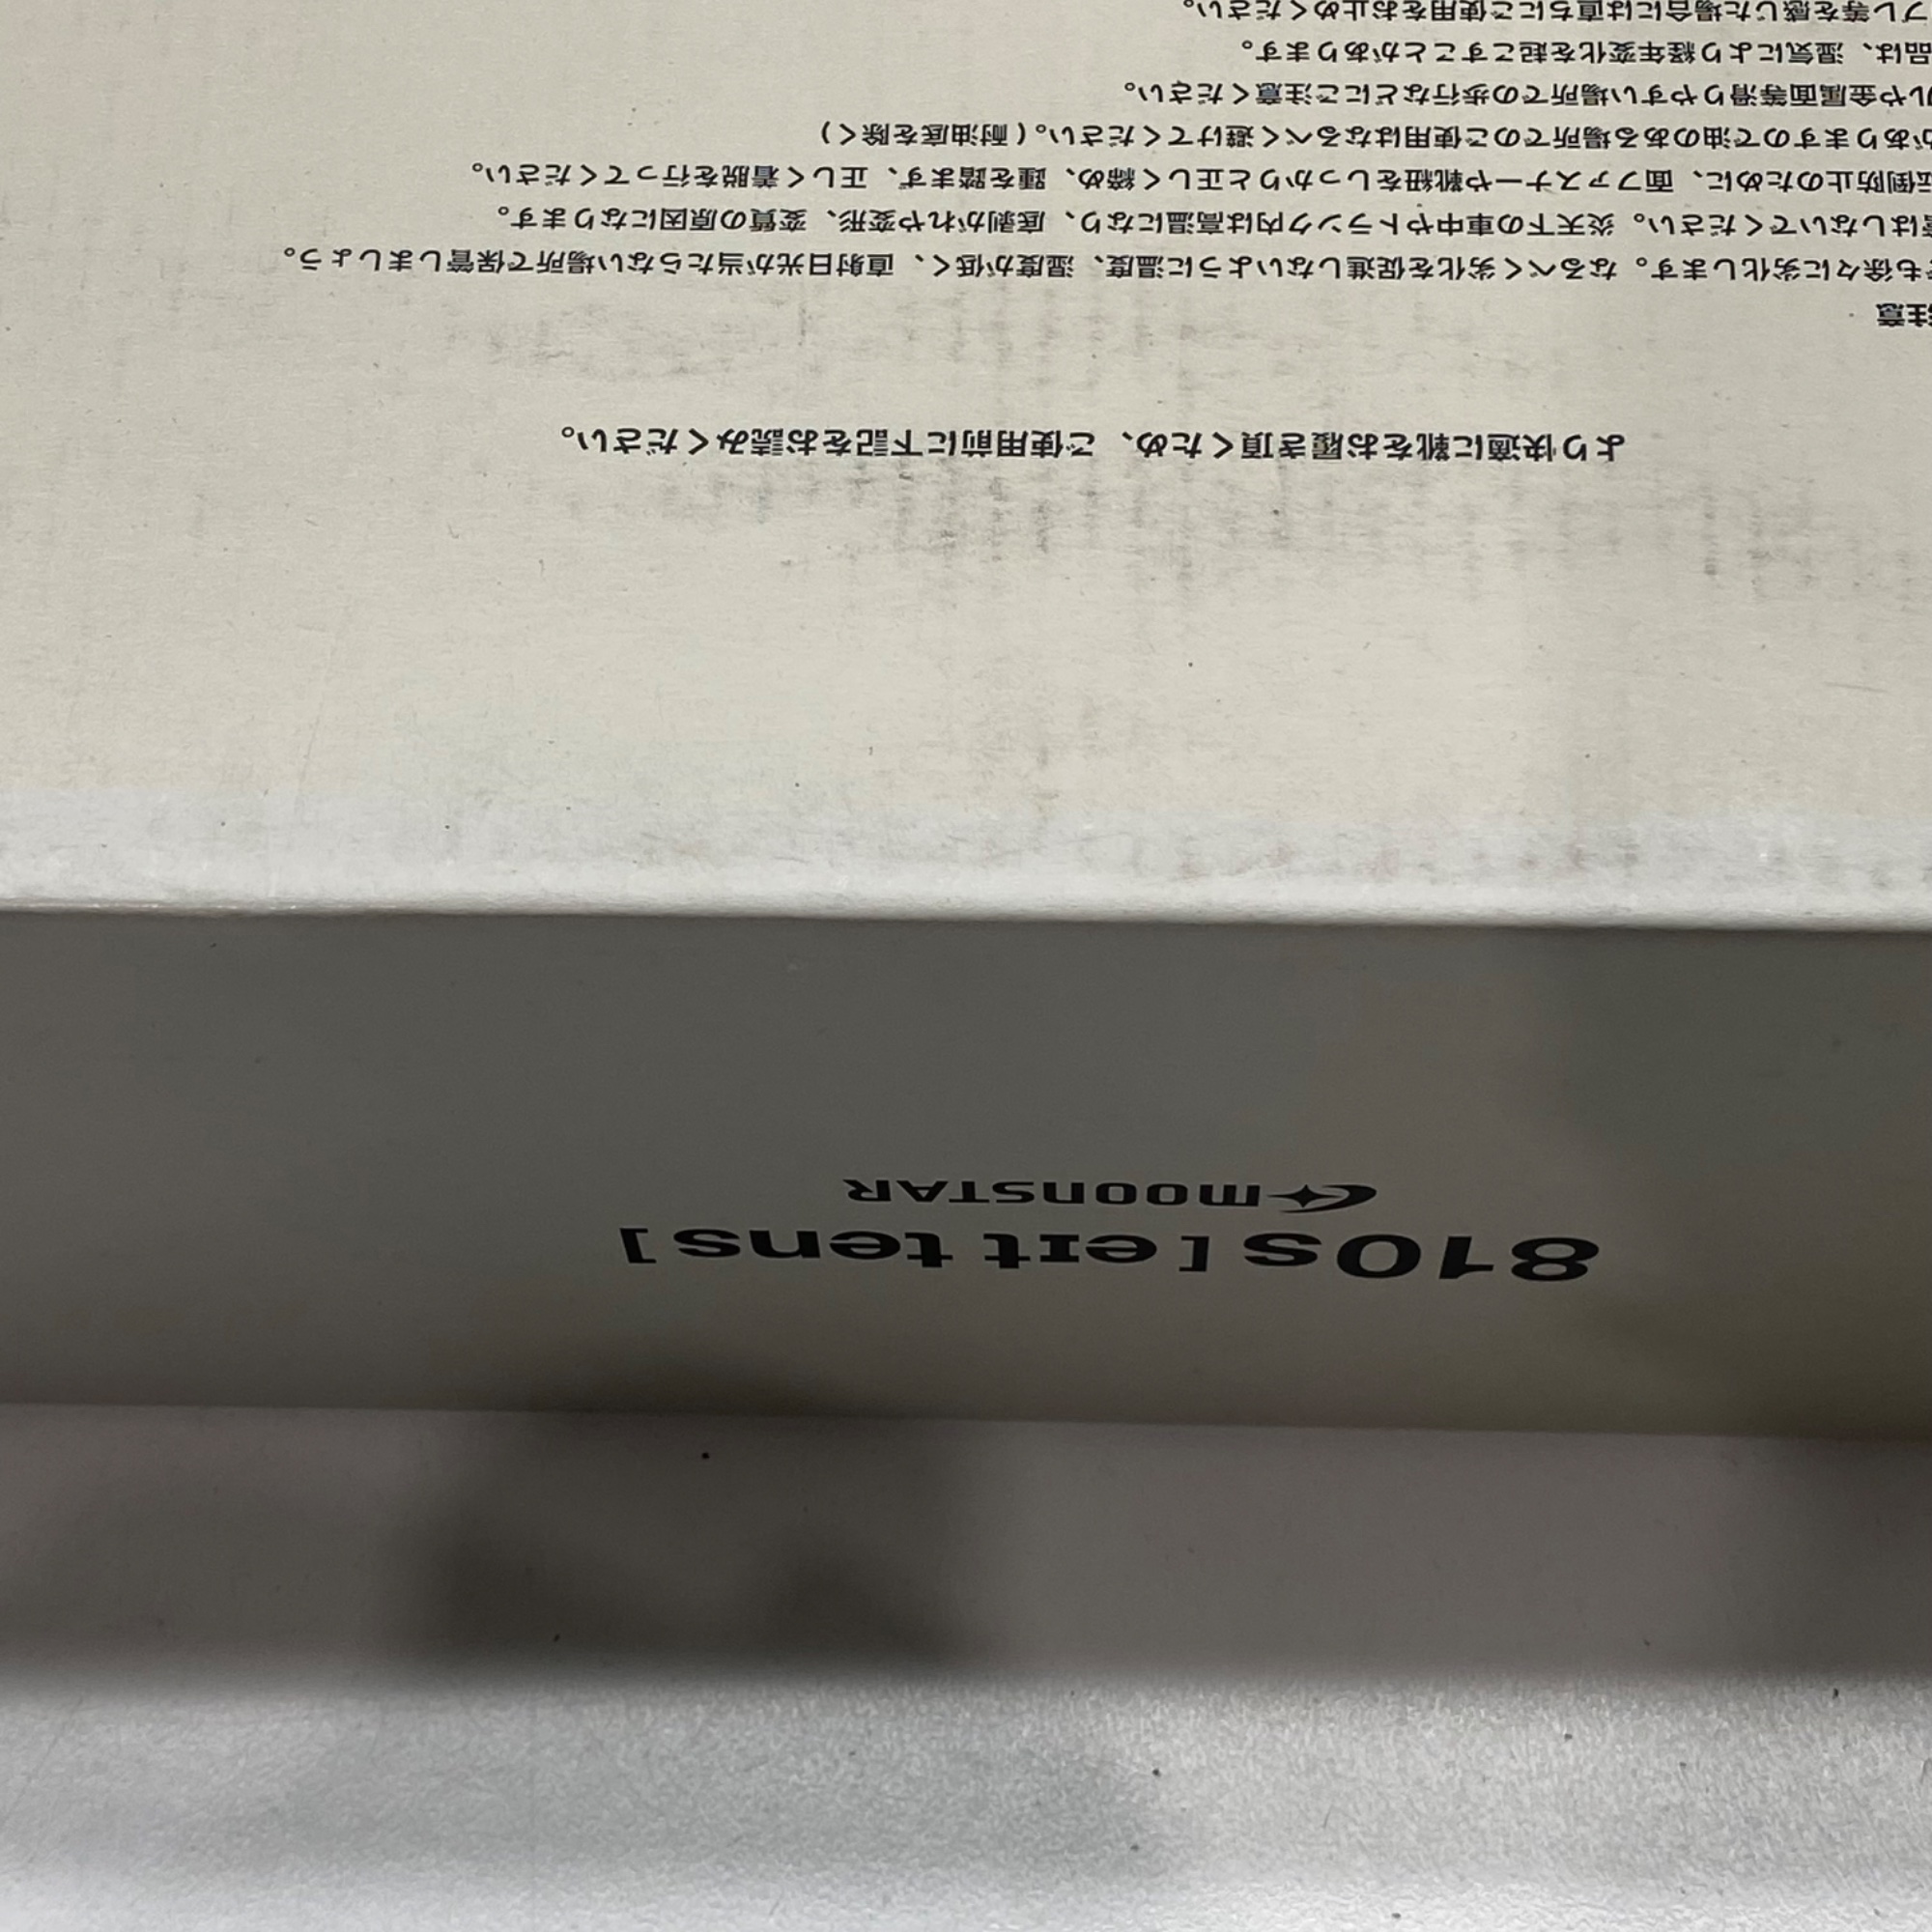 810s [eɪt tens]
moonSTAR
より快適に靴をお履き頂くため、ご使用前に下記をお読みください。
注意
も徐々に劣化します。なるべく劣化を促進しないように温度、湿度が低く、直射日光が当たらない場所で保管しましょう。
はしないでください。炎天下の車中やトランク内は高温になり、底剥がれや変形、変質の原因になります。
倒防止のために、面ファスナーや靴紐をしっかりと正しく締め、踵を踏まず、正しく着脱を行ってください。
がありますので油のある場所でのご使用はなるべく避けてください。(耐油底を除く)
ルや金属面等滑りやすい場所での歩行などにご注意ください。
品は、湿気により経年変化を起こすことがあります。
ブレ等を感じた場合には直ちにご使用をお止めください。